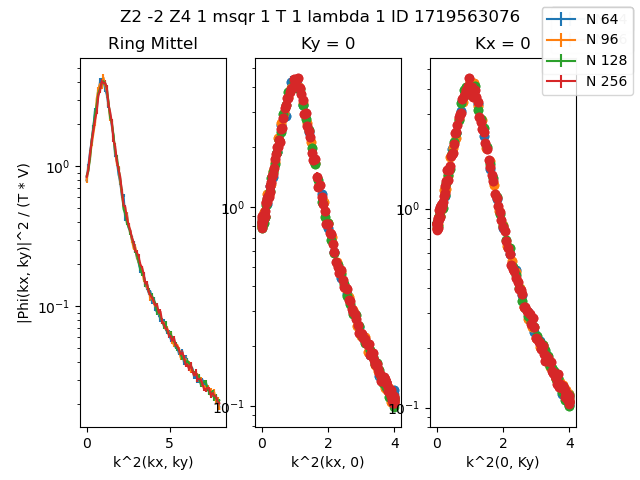 Z2 -2 Z4 1 msqr 1 T 1 lambda 1 ID 1719563076
Ring Mittel
Ky = 0
Kx = 0
N 64
N 96
N 128
N 256
|Phi(kx, ky)|^2 / (T * V)
10^0
10^-1
10^0
10^-1
10^0
10^-1
0
5
0
2
4
0
2
4
k^2(kx, ky)
k^2(kx, 0)
k^2(0, Ky)